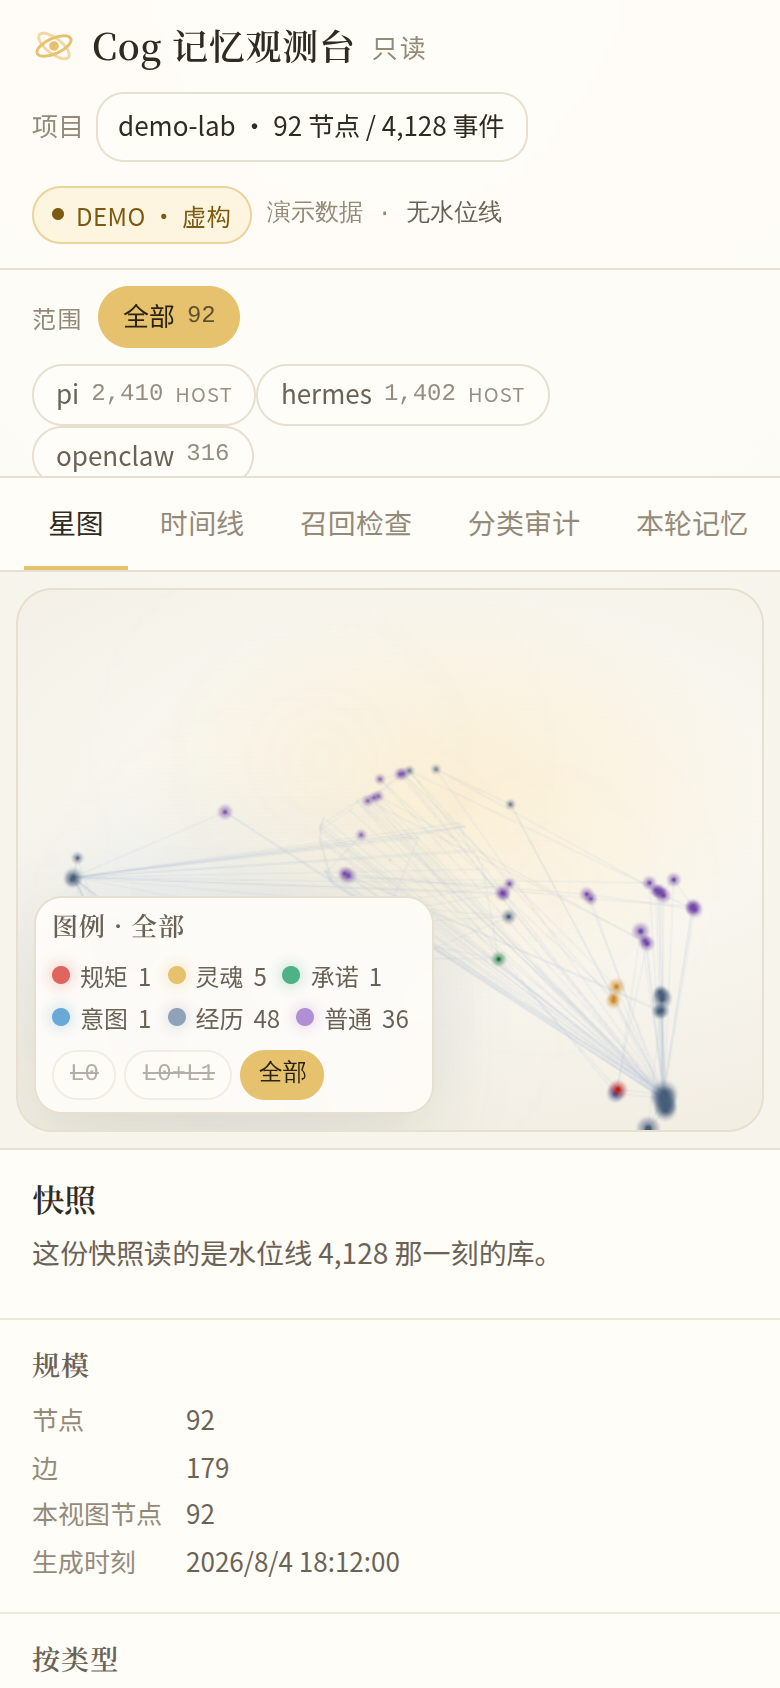 Cog 记忆观测台 只读
项目 demo-lab · 92 节点 / 4,128 事件
DEMO · 虚构 演示数据 · 无水位线
范围 全部 92
pi 2,410 HOST hermes 1,402 HOST
openclaw 316
星图 时间线 召回检查 分类审计 本轮记忆
图例 · 全部
规矩 1 灵魂 5 承诺 1
意图 1 经历 48 普通 36
L0 L0+L1 全部
快照
这份快照读的是水位线 4,128 那一刻的库。
规模
节点 92
边 179
本视图节点 92
生成时刻 2026/8/4 18:12:00
按类型